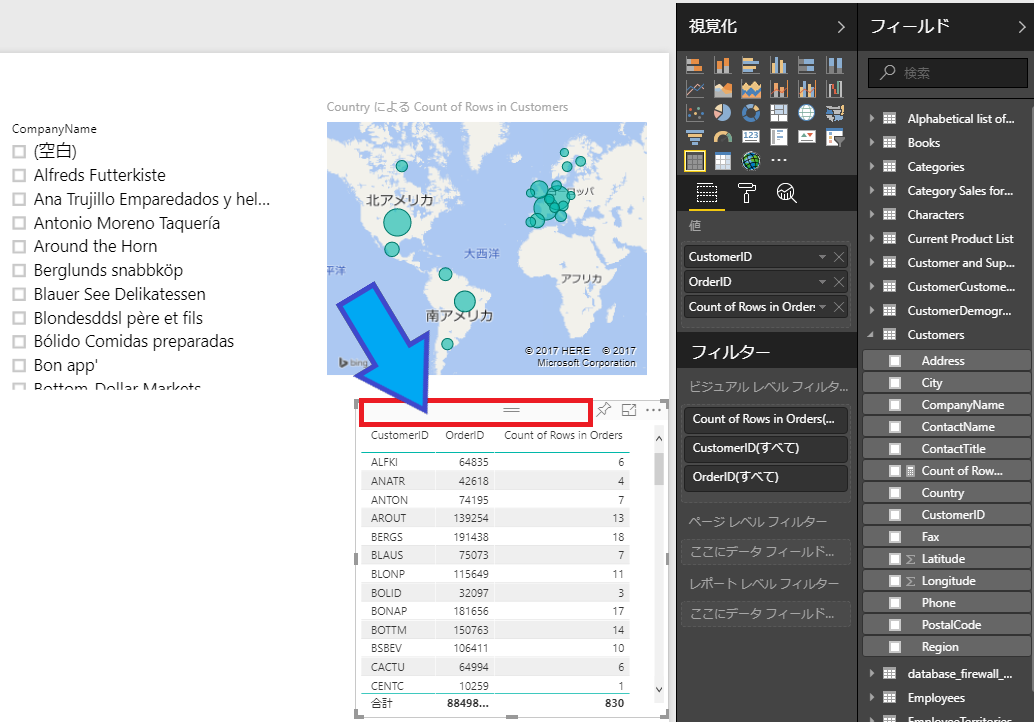 視覚化
フィールド
検索
CompanyName
(空白)
Alfreds Futterkiste
Ana Trujillo Emparedados y hel...
Antonio Moreno Taquería
Around the Horn
Berglunds snabbköp
Blauer See Delikatessen
Blondesddsl père et fils
Bólido Comidas preparadas
Bon app'
Bottom-Dollar Markets
Country による Count of Rows in Customers
北アメリカ
ッパ
大西洋
平洋
アフリカ
南アメリカ
© 2017 HERE © 2017
bing
Microsoft Corporation
CustomerID OrderID Count of Rows in Orders
ALFKI 64835 6
ANATR 42618 4
ANTON 74195 7
AROUT 139254 13
BERGS 191438 18
BLAUS 75073 7
BLONP 115649 11
BOLID 32097 3
BONAP 181656 17
BOTTM 150763 14
BSBEV 106411 10
CACTU 64994 6
CENTC 10259 1
合計 88498... 830
123
値
CustomerID
OrderID
Count of Rows in Orders
フィルター
ビジュアル レベル フィルタ...
Count of Rows in Orders(...
CustomerID(すべて)
OrderID(すべて)
ページ レベル フィルター
ここにデータ フィールド...
レポート レベル フィルター
ここにデータ フィールド...
Alphabetical list of...
Books
Categories
Category Sales for...
Characters
Current Product List
Customer and Sup...
CustomerCustome...
CustomerDemogr...
Customers
Address
City
CompanyName
ContactName
ContactTitle
Count of Row...
Country
CustomerID
Fax
Σ Latitude
Σ Longitude
Phone
PostalCode
Region
database_firewall_...
Employees
EmployeeTerritories